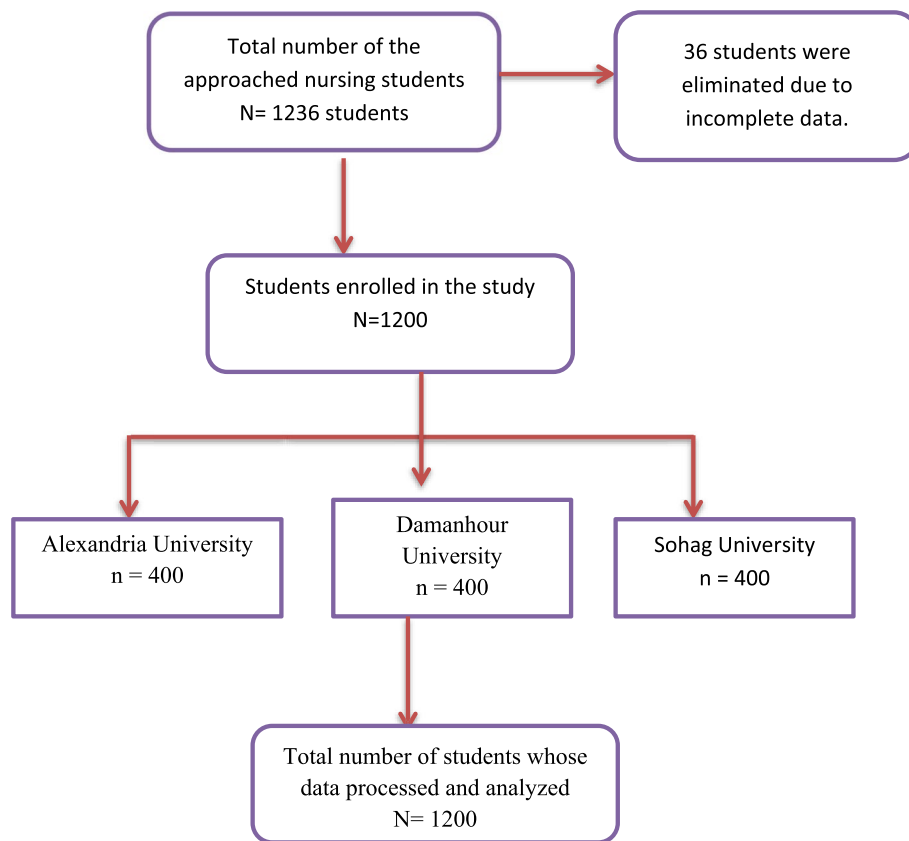 Total number of the
approached nursing students
N= 1236 students
36 students were
eliminated due to
incomplete data.
Students enrolled in the study
N=1200
Alexandria University
n = 400
Damanhour
University
n = 400
Sohag University
n = 400
Total number of students whose
data processed and analyzed
N= 1200